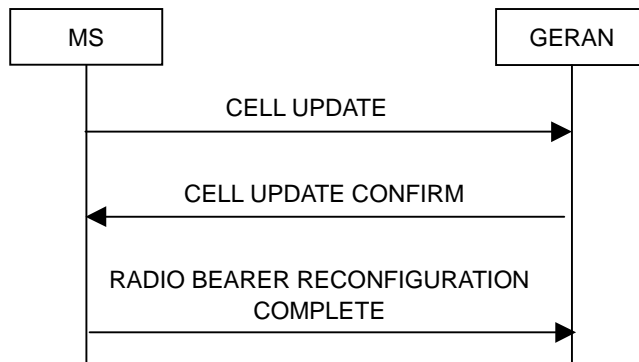 MS
GERAN
CELL UPDATE
CELL UPDATE CONFIRM
RADIO BEARER RECONFIGURATION
COMPLETE